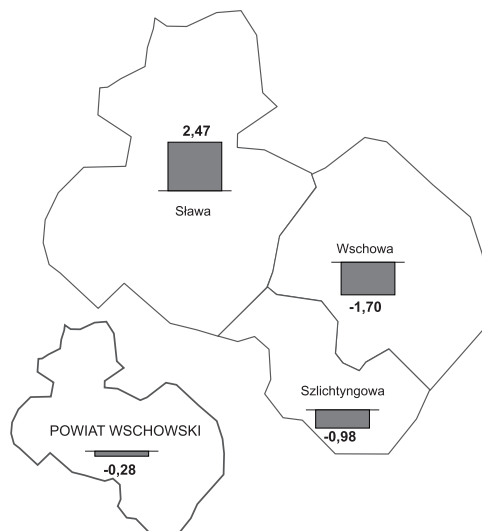 2,47
Sława
Wschowa
-1,70
Szlichtyngowa
-0,98
POWIAT WSCHOWSKI
-0,28